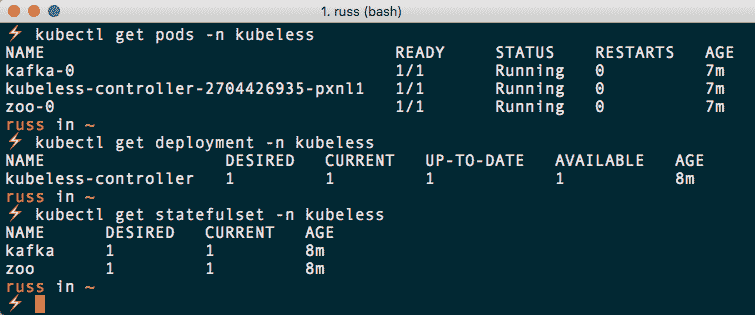 1. russ (bash)
⚡ kubectl get pods -n kubeless
NAME READY STATUS RESTARTS AGE
kafka-0 1/1 Running 0 7m
kubeless-controller-2704426935-pxnl1 1/1 Running 0 7m
zoo-0 1/1 Running 0 7m
russ in ~
⚡ kubectl get deployment -n kubeless
NAME DESIRED CURRENT UP-TO-DATE AVAILABLE AGE
kubeless-controller 1 1 1 1 8m
russ in ~
⚡ kubectl get statefulset -n kubeless
NAME DESIRED CURRENT AGE
kafka 1 1 8m
zoo 1 1 8m
russ in ~
⚡